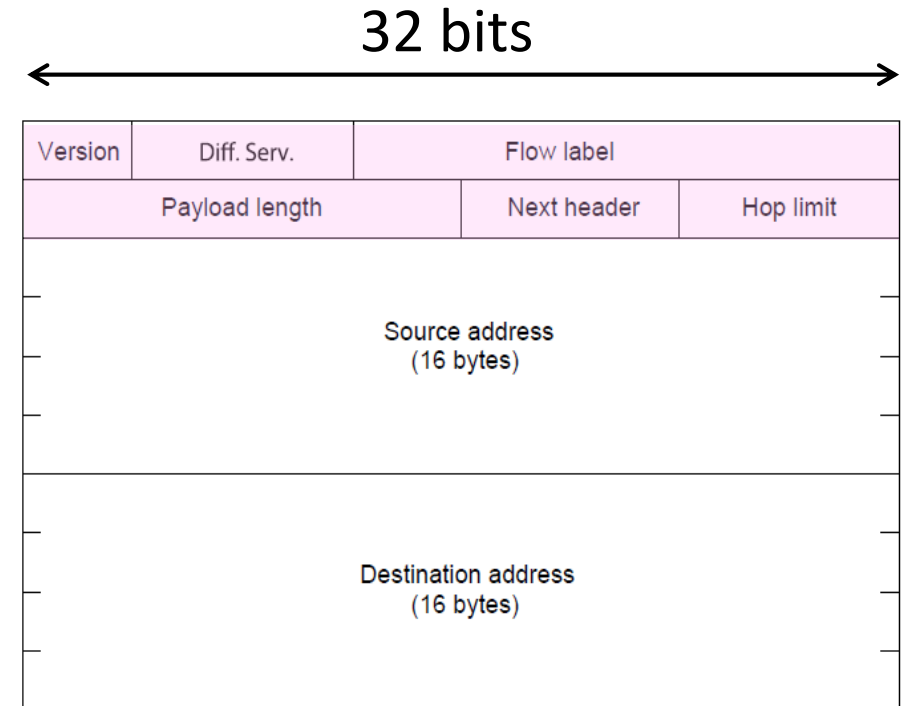 32 bits
Version Diff. Serv. Flow label
Payload length Next header Hop limit
Source address
(16 bytes)
Destination address
(16 bytes)